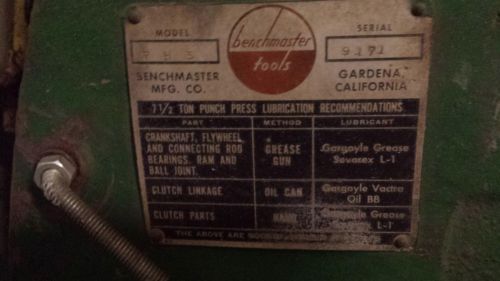 MODEL
SERIAL
benchmaster
tools
9171
BENCHMASTER
MFG. CO.
GARDENA,
CALIFORNIA
7 1/2 TON PUNCH PRESS LUBRICATION RECOMMENDATIONS
PART METHOD LUBRICANT
CRANKSHAFT, FLYWHEEL
AND CONNECTING ROD
BEARINGS, RAM AND
BALL JOINT.
GREASE
GUN
Gargoyle Grease
Sovarex L-1
CLUTCH LINKAGE
OIL CAN
Gargoyle Vactra
Oil BB
CLUTCH PARTS
HAND
Gargoyle Grease
L-1
THE ABOVE ARE